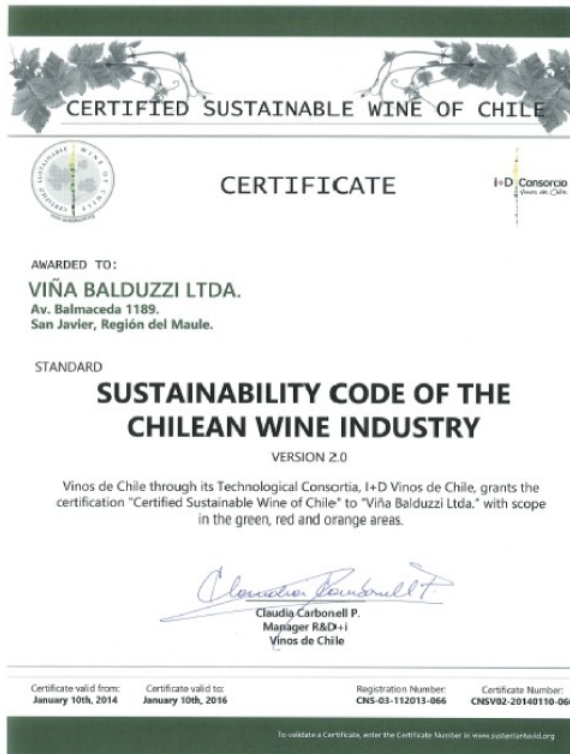 CERTIFIED SUSTAINABLE WINE OF CHILE
CERTIFICATE
i+D Consorcio
Vinos de Chile
AWARDED TO:
VIÑA BALDUZZI LTDA.
Av. Balmaceda 1189.
San Javier, Región del Maule.
STANDARD
SUSTAINABILITY CODE OF THE
CHILEAN WINE INDUSTRY
VERSION 2.0
Vinos de Chile through its Technological Consortia, I+D Vinos de Chile, grants the
certification "Certified Sustainable Wine of Chile" to "Viña Balduzzi Ltda." with scope
in the green, red and orange areas.
Claudia Carbonell P.
Claudia Carbonell P.
Manager R&D+i
Vinos de Chile
Certificate valid from: Certificate valid to: Registration Number: Certificate Number:
January 10th, 2014 January 10th, 2016 CNS-03-112013-066 CNSV02-20140110-066
To validate a Certificate, enter the Certificate Number in www.sustentavid.org